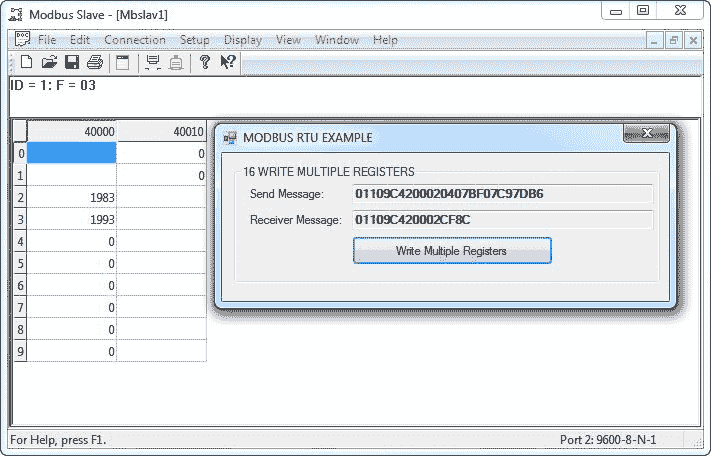 Modbus Slave - [Mbslav1]
File Edit Connection Setup Display View Window Help
ID = 1: F = 03
40000 40010
0 0
1 0
2 1983
3 1993
4 0
5 0
6 0
7 0
8 0
9 0
MODBUS RTU EXAMPLE
16 WRITE MULTIPLE REGISTERS
Send Message: 01109C4200020407BF07C97DB6
Receiver Message: 01109C420002CF8C
Write Multiple Registers
For Help, press F1. Port 2: 9600-8-N-1